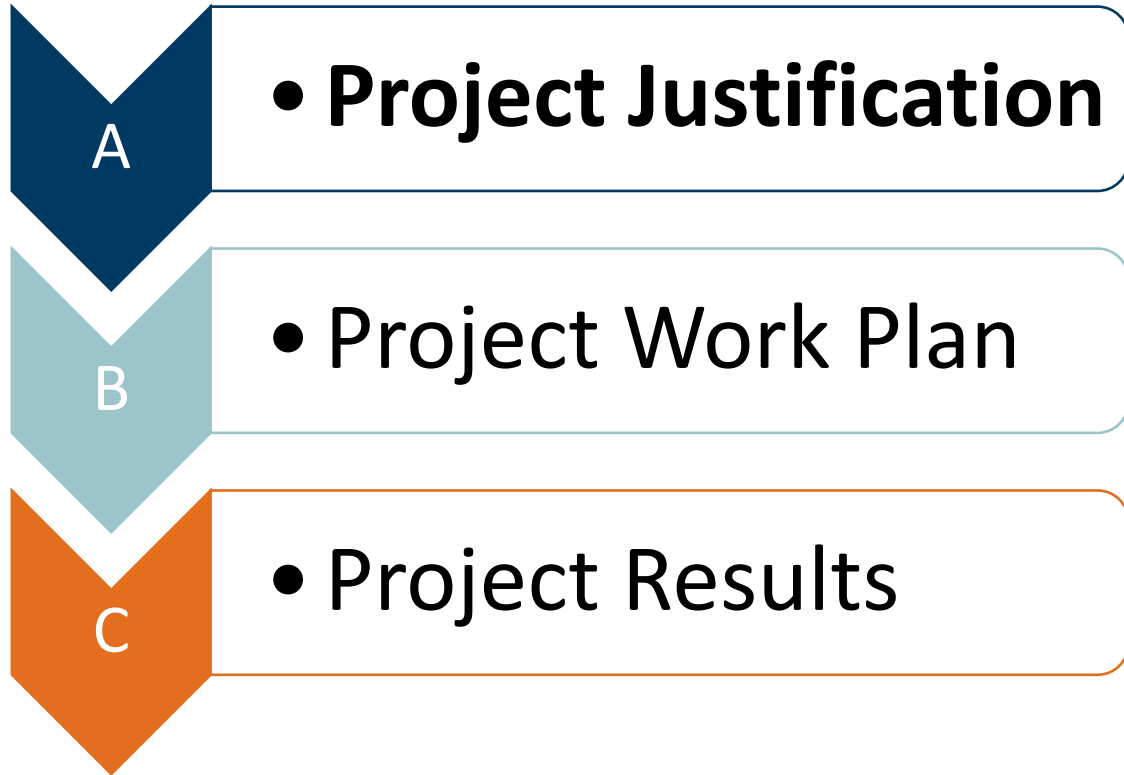 A
• Project Justification
B
• Project Work Plan
C
• Project Results